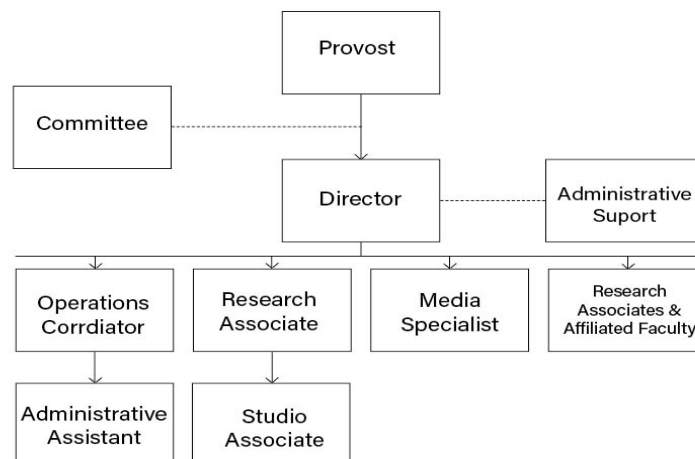 Provost
Committee
Director
Administrative
Suport
Operations
Corrdiator
Research
Associate
Media
Specialist
Research
Associates &
Affiliated Faculty
Administrative
Assistant
Studio
Associate